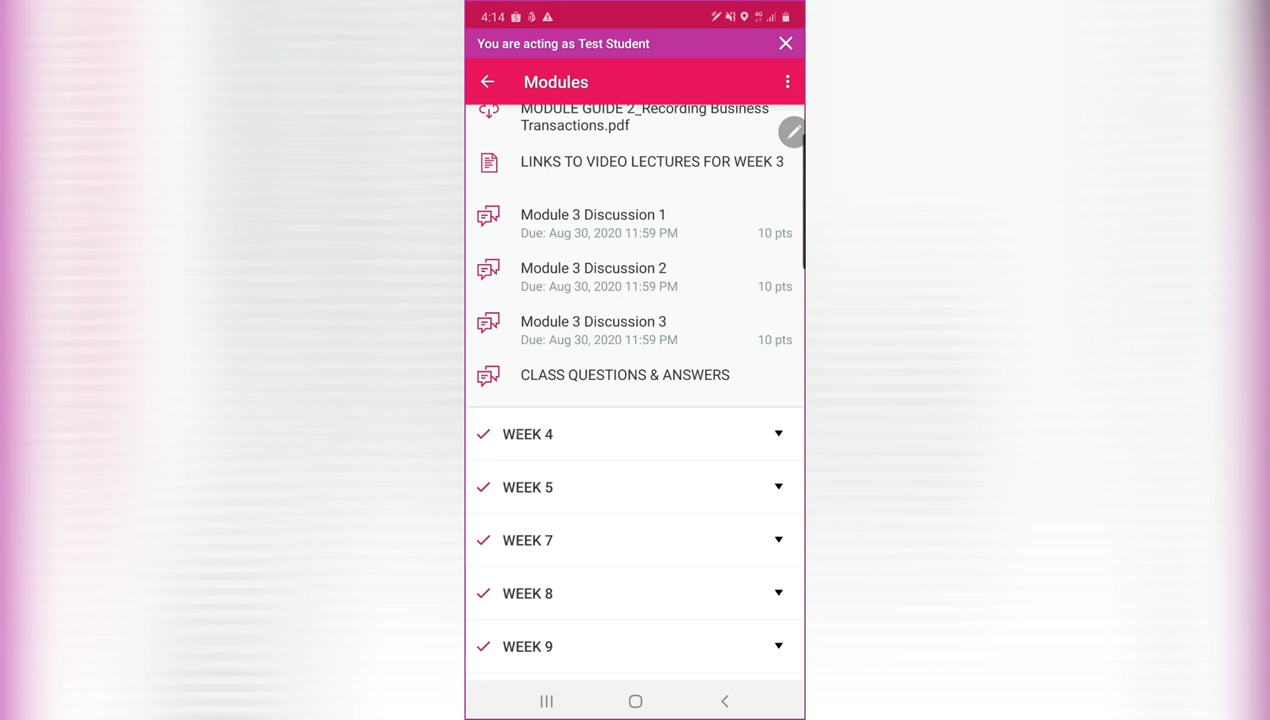 4:14
4G
You are acting as Test Student
Modules
MODULE GUIDE 2_Recording Business
Transactions.pdf
LINKS TO VIDEO LECTURES FOR WEEK 3
Module 3 Discussion 1
Due: Aug 30, 2020 11:59 PM 10 pts
Module 3 Discussion 2
Due: Aug 30, 2020 11:59 PM 10 pts
Module 3 Discussion 3
Due: Aug 30, 2020 11:59 PM 10 pts
CLASS QUESTIONS & ANSWERS
WEEK 4
WEEK 5
WEEK 7
WEEK 8
WEEK 9